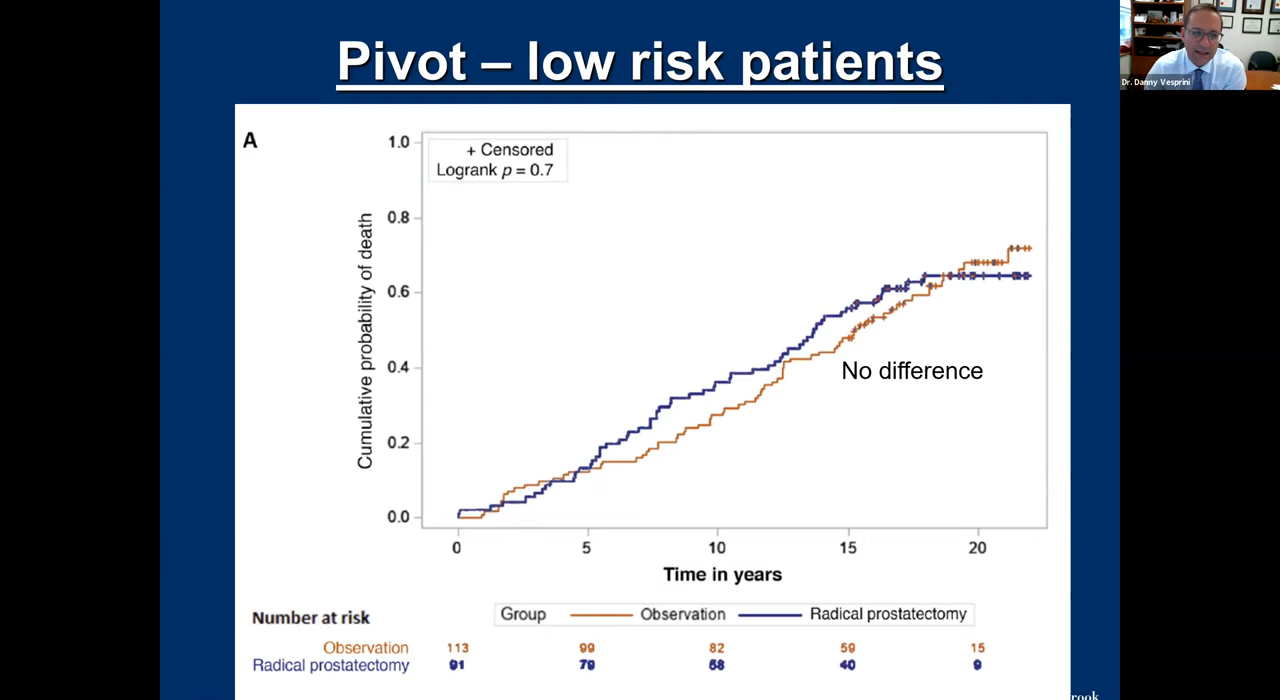 Pivot – low risk patients
Dr. Danny Vesprini
A
+ Censored
Logrank p = 0.7
Cumulative probability of death
1.0
0.8
0.6
0.4
0.2
0.0
No difference
0 5 10 15 20
Time in years
Number at risk
Group Observation Radical prostatectomy
Observation 113 99 82 59 15
Radical prostatectomy 91 79 58 40 9
rook